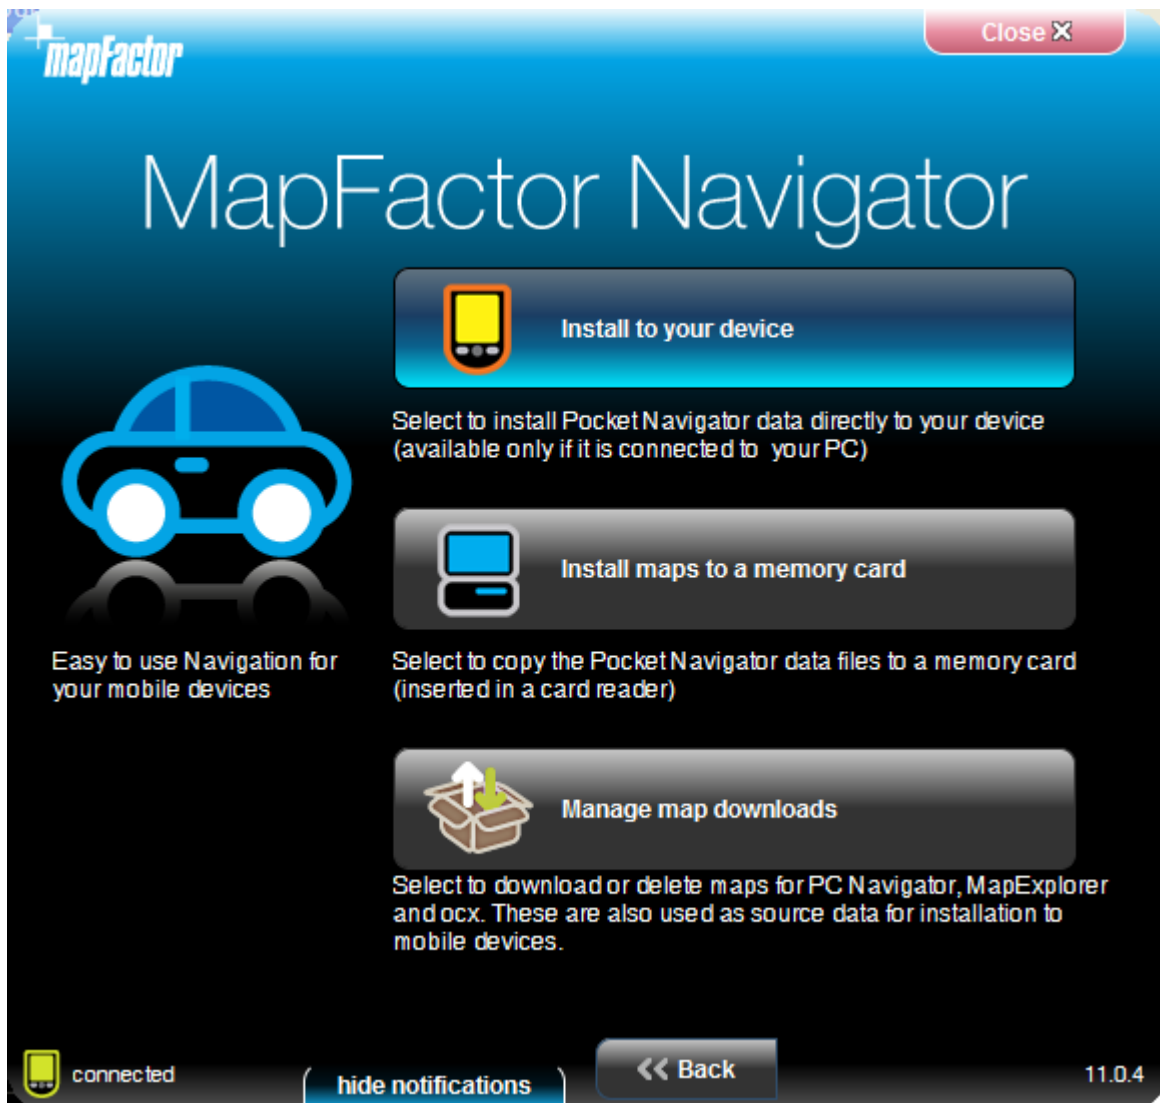 mapFactor
Close
MapFactor Navigator
Install to your device
Select to install Pocket Navigator data directly to your device
(available only if it is connected to your PC)
Install maps to a memory card
Easy to use Navigation for
your mobile devices
Select to copy the Pocket Navigator data files to a memory card
(inserted in a card reader)
Manage map downloads
Select to download or delete maps for PC Navigator, MapExplorer
and ocx. These are also used as source data for installation to
mobile devices.
connected
hide notifications
Back
11.0.4